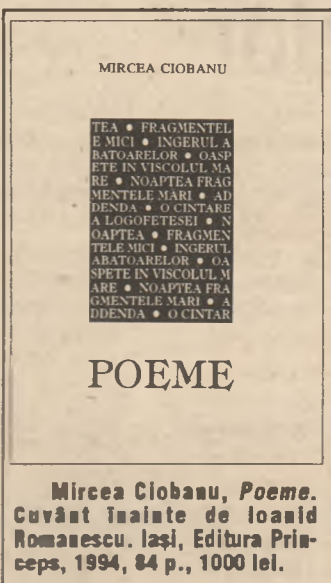 MIRCEA CIOBANU
TEA • FRAGMENTEL
E MICI • INGERUL A
BATOARELOR • OASP
ETE IN VISCOLUL MA
RE • NOAPTEA FRAG
MENTELE MARI • AD
DENDA • O CINTARE
A LOGOFETESEI • N
OAPTEA • FRAGMEN
TELE MICI • INGERUL
ABATOARELOR • OA
SPETE IN VISCOLUL M
ARE • NOAPTEA FRA
GMENTELE MARI • A
DDENDA • O CINTAR
POEME
Mircea Ciobanu, Poeme.
Cuvânt înainte de Ioanid
Romanescu. Iaşi, Editura Prin-
ceps, 1994, 84 p., 1000 lei.